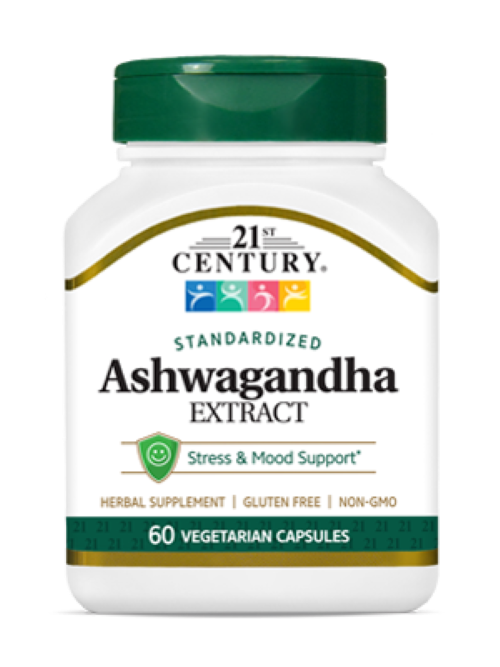 21ST
CENTURY®
STANDARDIZED
Ashwagandha
EXTRACT
Stress & Mood Support*
HERBAL SUPPLEMENT | GLUTEN FREE | NON-GMO
60 VEGETARIAN CAPSULES